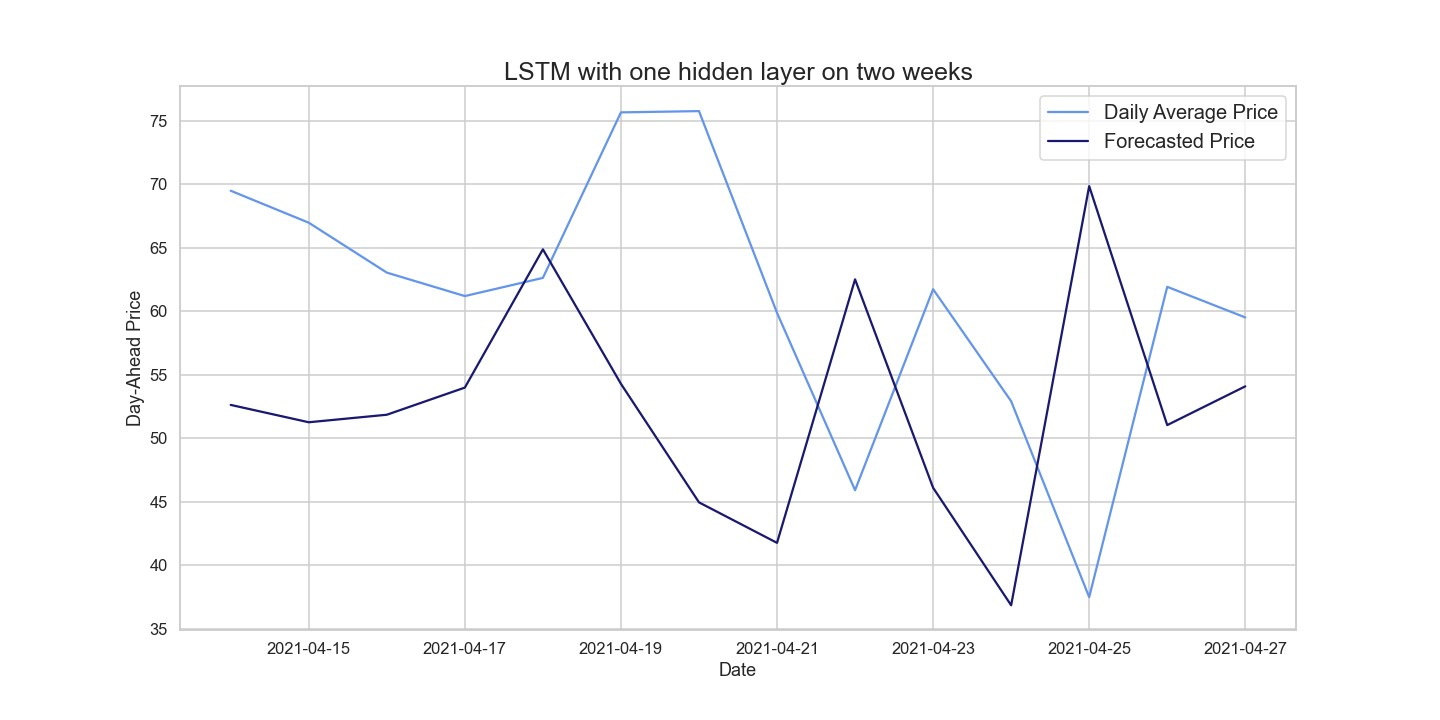 LSTM with one hidden layer on two weeks
Daily Average Price
Forecasted Price
Day-Ahead Price
75
70
65
60
55
50
45
40
35
2021-04-15 2021-04-17 2021-04-19 2021-04-21 2021-04-23 2021-04-25 2021-04-27
Date